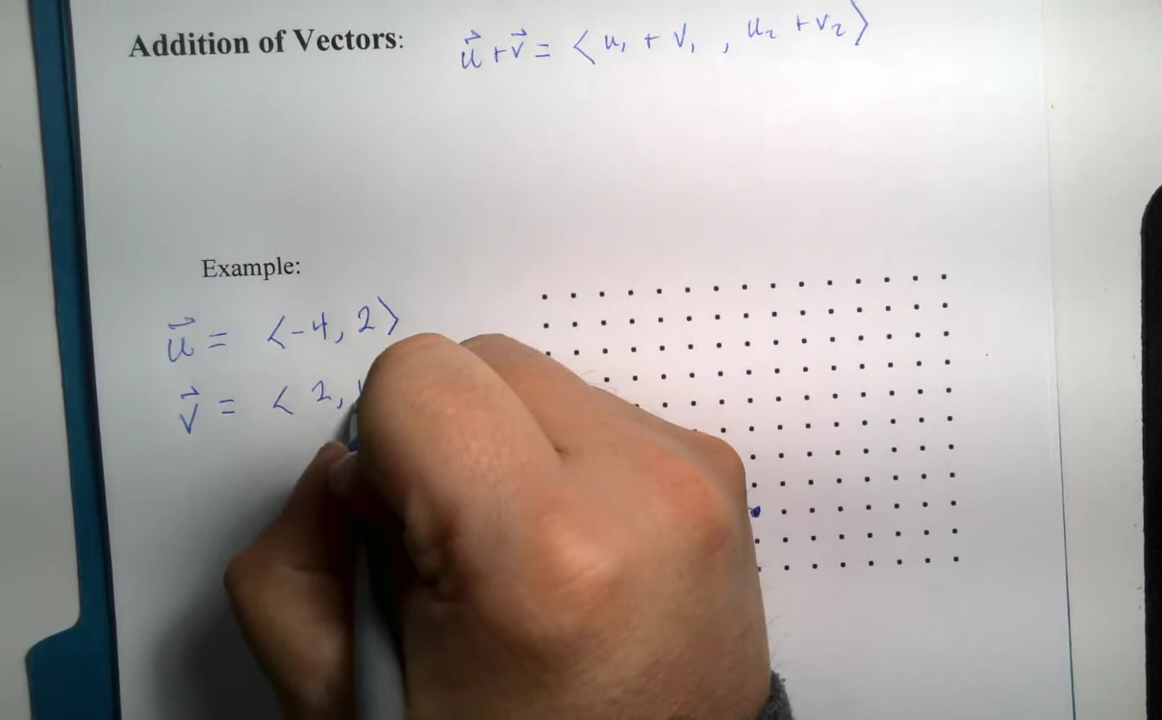 Addition of Vectors: u⃗ + v⃗ = ⟨ u₁ + v₁ , u₂ + v₂ ⟩
Example:
u⃗ = ⟨-4, 2⟩
v⃗ = ⟨ 2,